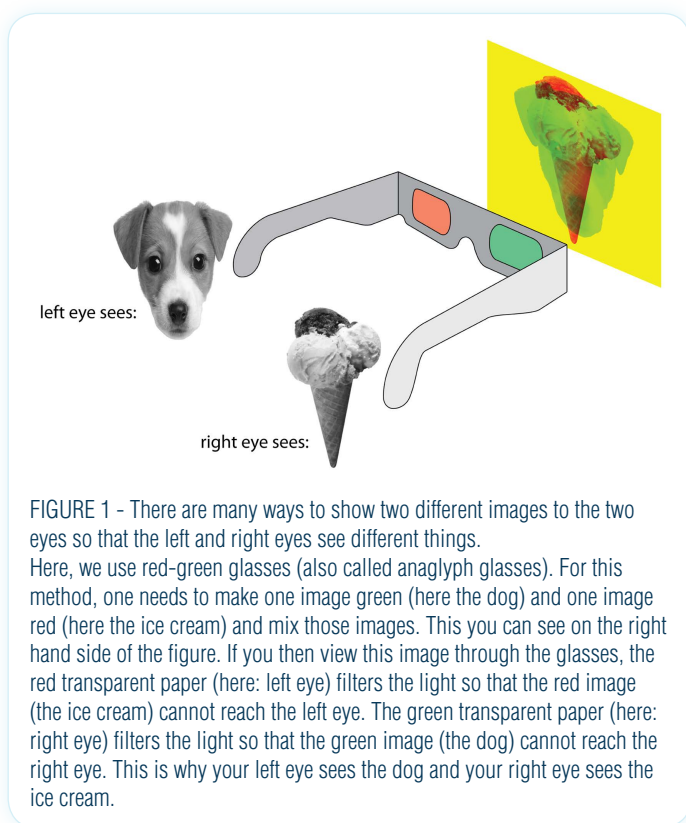 left eye sees:
right eye sees:
FIGURE 1 - There are many ways to show two different images to the two
eyes so that the left and right eyes see different things.
Here, we use red-green glasses (also called anaglyph glasses). For this
method, one needs to make one image green (here the dog) and one image
red (here the ice cream) and mix those images. This you can see on the right
hand side of the figure. If you then view this image through the glasses, the
red transparent paper (here: left eye) filters the light so that the red image
(the ice cream) cannot reach the left eye. The green transparent paper (here:
right eye) filters the light so that the green image (the dog) cannot reach the
right eye. This is why your left eye sees the dog and your right eye sees the
ice cream.